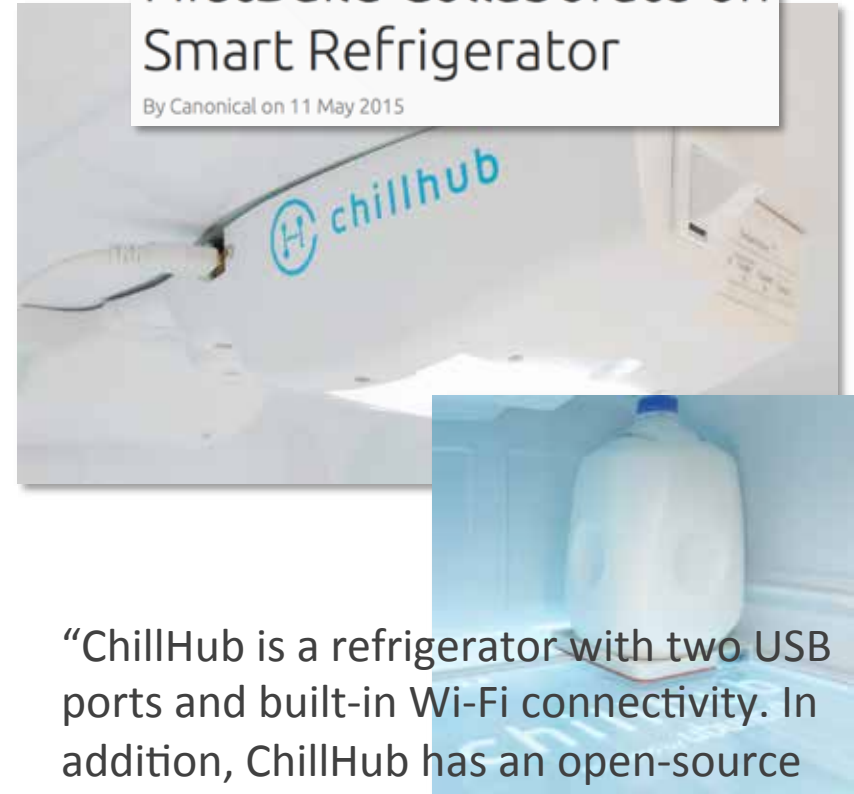 Smart Refrigerator
By Canonical on 11 May 2015
chillhub
“ChillHub is a refrigerator with two USB
ports and built-in Wi-Fi connectivity. In
addition, ChillHub has an open-source